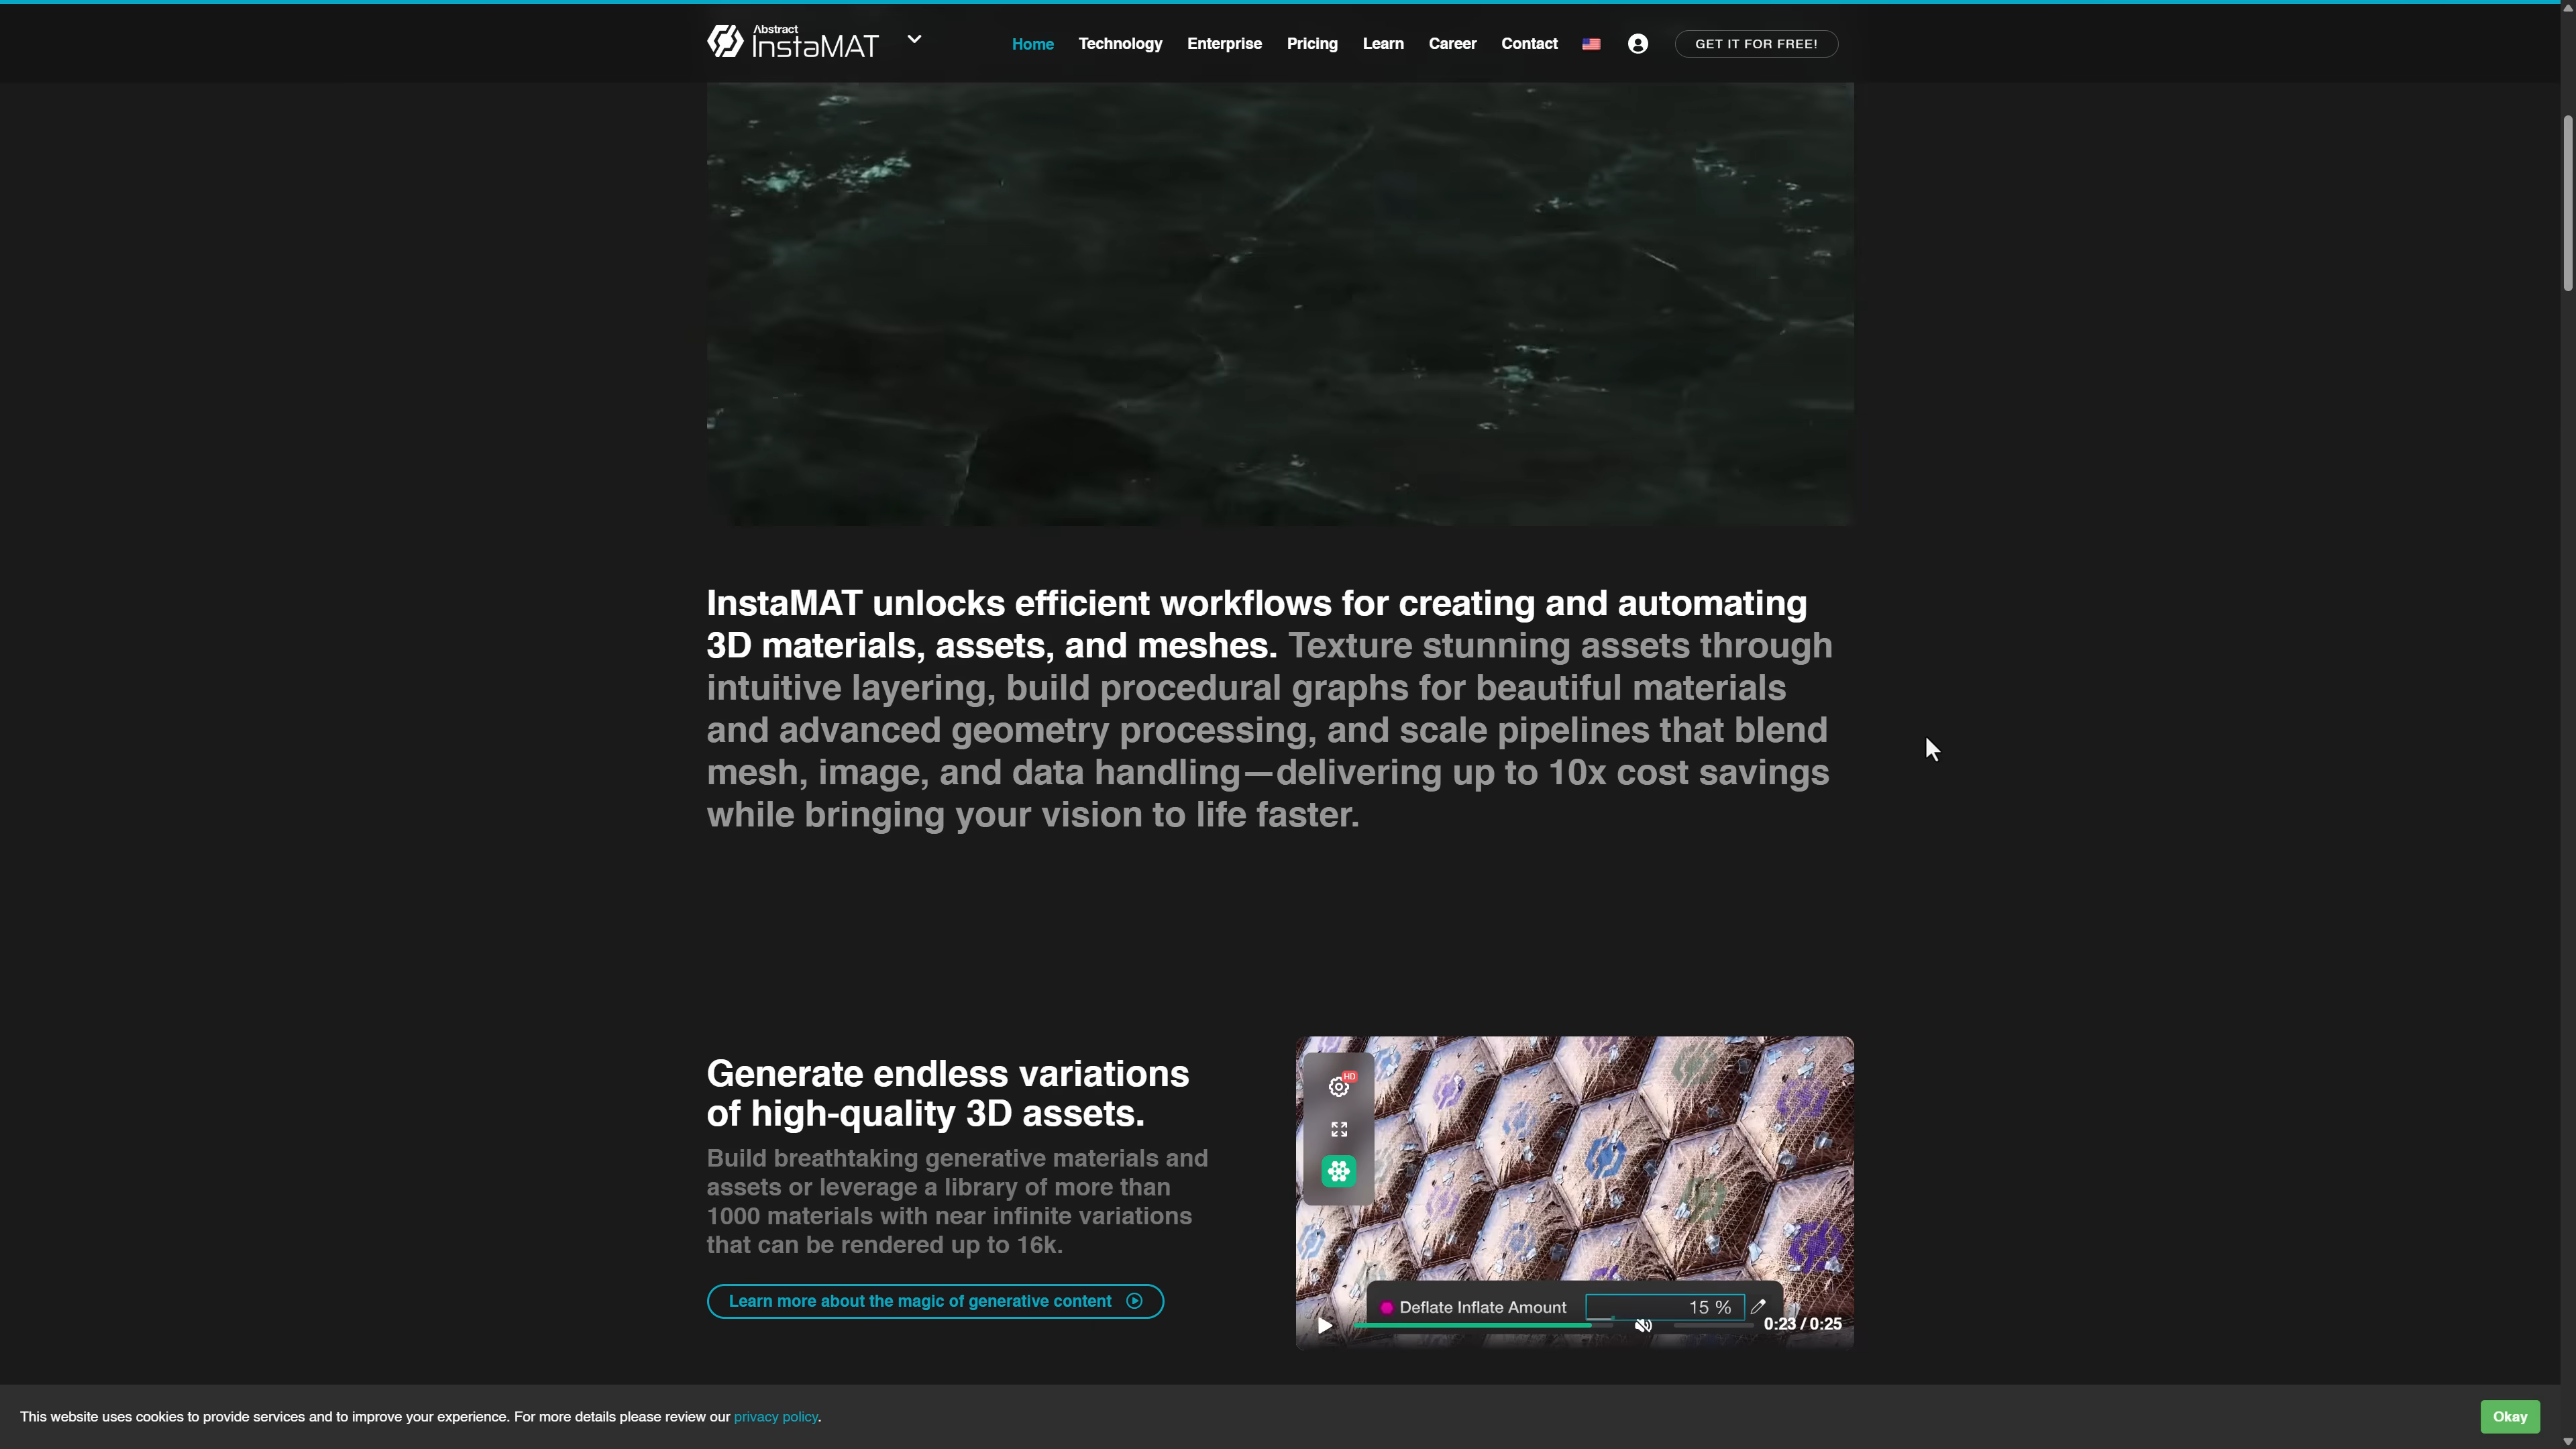 Abstract
InstaMAT
Home Technology Enterprise Pricing Learn Career Contact GET IT FOR FREE!
InstaMAT unlocks efficient workflows for creating and automating
3D materials, assets, and meshes. Texture stunning assets through
intuitive layering, build procedural graphs for beautiful materials
and advanced geometry processing, and scale pipelines that blend
mesh, image, and data handling—delivering up to 10x cost savings
while bringing your vision to life faster.
Generate endless variations
of high-quality 3D assets.
Build breathtaking generative materials and
assets or leverage a library of more than
1000 materials with near infinite variations
that can be rendered up to 16k.
Learn more about the magic of generative content
HD
Deflate Inflate Amount 15 %
0:23 / 0:25
This website uses cookies to provide services and to improve your experience. For more details please review our privacy policy.
Okay